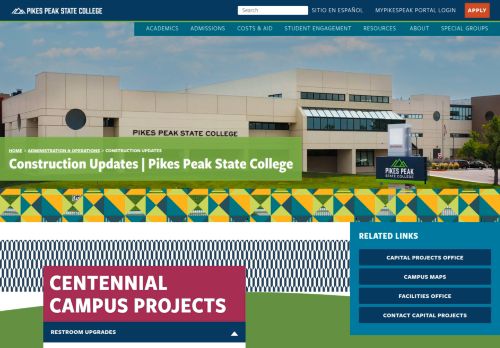 PIKES PEAK STATE COLLEGE
Search
SITIO EN ESPAÑOL
MYPIKESPEAK PORTAL LOGIN
APPLY
ACADEMICS
ADMISSIONS
COSTS & AID
STUDENT ENGAGEMENT
RESOURCES
ABOUT
SPECIAL GROUPS
PIKES PEAK STATE COLLEGE
HOME > ADMINISTRATION & OPERATIONS > CONSTRUCTION UPDATES
Construction Updates | Pikes Peak State College
PIKES PEAK
STATE COLLEGE
RELATED LINKS
CAPITAL PROJECTS OFFICE
CAMPUS MAPS
FACILITIES OFFICE
CONTACT CAPITAL PROJECTS
CENTENNIAL
CAMPUS PROJECTS
RESTROOM UPGRADES